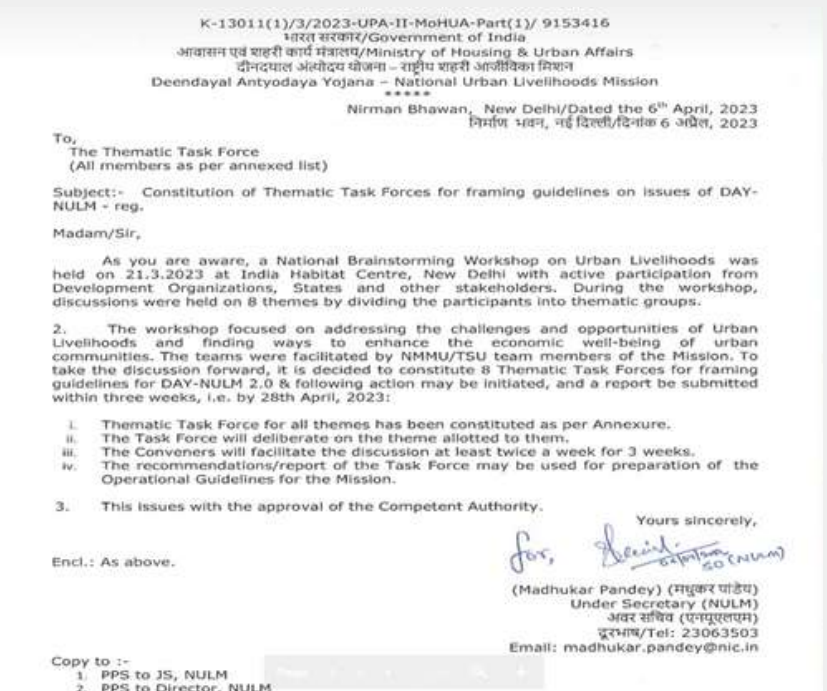 K-13011(1)/3/2023-UPA-II-MoHUA-Part(1)/ 9153416
भारत सरकार/Government of India
आवासन एवं शहरी कार्य मंत्रालय/Ministry of Housing & Urban Affairs
दीनदयाल अंत्योदय योजना – राष्ट्रीय शहरी आजीविका मिशन
Deendayal Antyodaya Yojana – National Urban Livelihoods Mission
*****
Nirman Bhawan, New Delhi/Dated the 6th April, 2023
निर्माण भवन, नई दिल्ली/दिनांक 6 अप्रैल, 2023
To,
The Thematic Task Force
(All members as per annexed list)
Subject:- Constitution of Thematic Task Forces for framing guidelines on issues of DAY-
NULM - reg.
Madam/Sir,
As you are aware, a National Brainstorming Workshop on Urban Livelihoods was
held on 21.3.2023 at India Habitat Centre, New Delhi with active participation from
Development Organizations, States and other stakeholders. During the workshop,
discussions were held on 8 themes by dividing the participants into thematic groups.
2. The workshop focused on addressing the challenges and opportunities of Urban
Livelihoods and finding ways to enhance the economic well-being of urban
communities. The teams were facilitated by NMMU/TSU team members of the Mission. To
take the discussion forward, it is decided to constitute 8 Thematic Task Forces for framing
guidelines for DAY-NULM 2.0 & following action may be initiated, and a report be submitted
within three weeks, i.e. by 28th April, 2023:
i. Thematic Task Force for all themes has been constituted as per Annexure.
ii. The Task Force will deliberate on the theme allotted to them.
iii. The Conveners will facilitate the discussion at least twice a week for 3 weeks.
iv. The recommendations/report of the Task Force may be used for preparation of the
Operational Guidelines for the Mission.
3. This issues with the approval of the Competent Authority.
Yours sincerely,
for,
SO (NULM)
Encl.: As above.
(Madhukar Pandey) (मधुकर पांडेय)
Under Secretary (NULM)
अवर सचिव (एनयूएलएम)
दूरभाष/Tel: 23063503
Email: madhukar.pandey@nic.in
Copy to :-
1. PPS to JS, NULM
2. PPS to Director, NULM